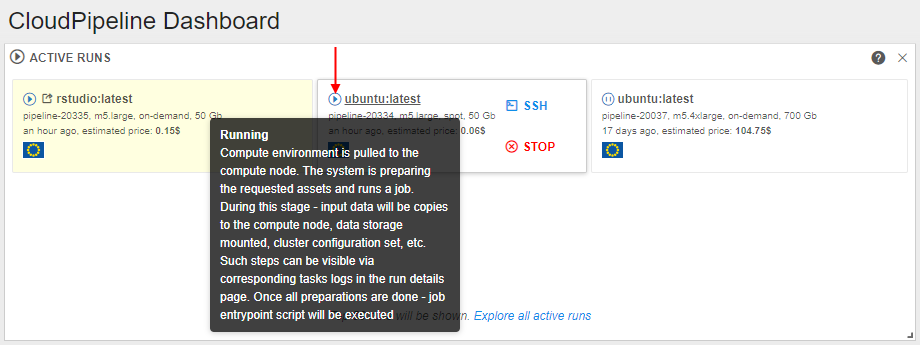 CloudPipeline Dashboard
ACTIVE RUNS
rstudio:latest
pipeline-20335, m5.large, on-demand, 50 Gb
an hour ago, estimated price: 0.15$
ubuntu:latest
pipeline-20334, m5.large, spot, 50 Gb
an hour ago, estimated price: 0.06$
SSH
STOP
ubuntu:latest
pipeline-20037, m5.4xlarge, on-demand, 700 Gb
17 days ago, estimated price: 104.75$
Running
Compute environment is pulled to the
compute node. The system is preparing
the requested assets and runs a job.
During this stage - input data will be copies
to the compute node, data storage
mounted, cluster configuration set, etc.
Such steps can be visible via
corresponding tasks logs in the run details
page. Once all preparations are done - job
entrypoint script will be executed
will be shown. Explore all active runs